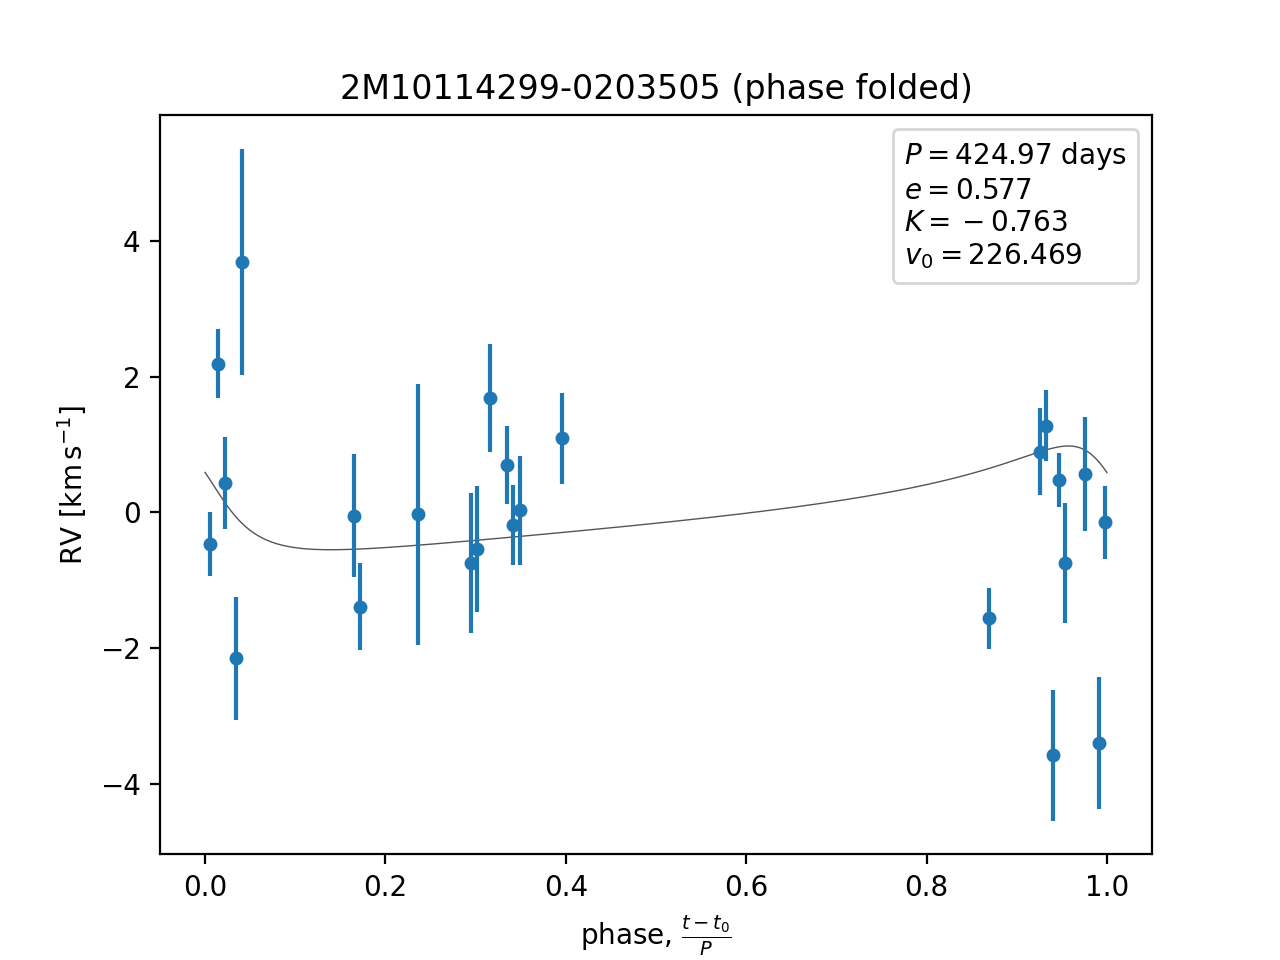 2M10114299-0203505 (phase folded)
P = 424.97 days
e = 0.577
K = −0.763
v₀ = 226.469
4
2
0
−2
−4
RV [km s⁻¹]
0.0 0.2 0.4 0.6 0.8 1.0
phase, (t − t₀)/P